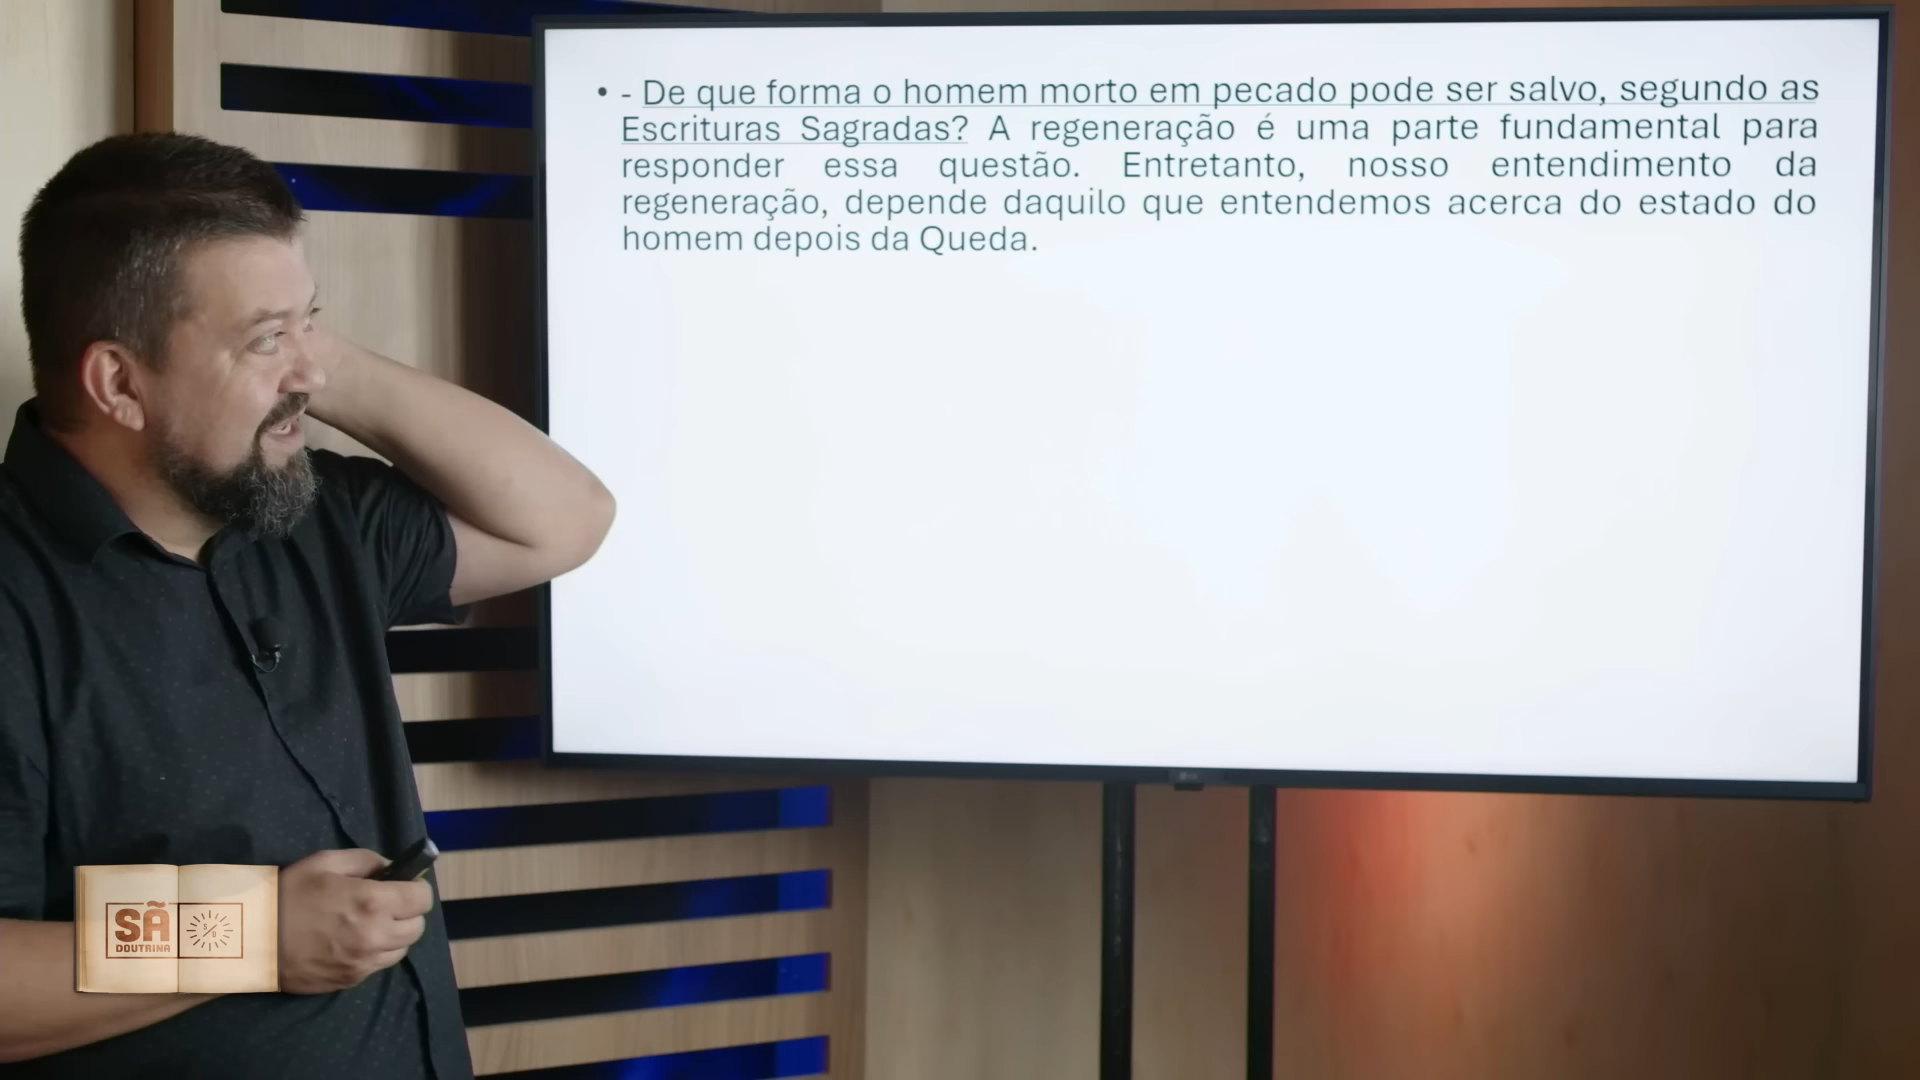 • - De que forma o homem morto em pecado pode ser salvo, segundo as
Escrituras Sagradas? A regeneração é uma parte fundamental para
responder essa questão. Entretanto, nosso entendimento da
regeneração, depende daquilo que entendemos acerca do estado do
homem depois da Queda.
SÃ
DOUTRINA
S/D